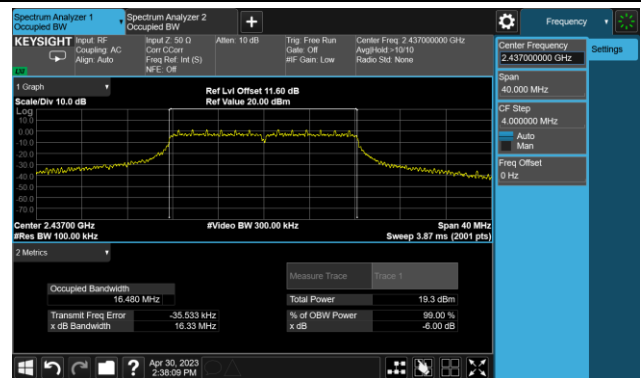 Spectrum Analyzer 1
Occupied BW
Spectrum Analyzer 2
Occupied BW
Frequency
KEYSIGHT
Input: RF
Coupling: AC
Align: Auto
Input Z: 50 Ω
Corr CCorr
Freq Ref: Int (S)
NFE: Off
Atten: 10 dB
Trig: Free Run
Gate: Off
#IF Gain: Low
Center Freq: 2.437000000 GHz
Avg|Hold:>10/10
Radio Std: None
LW
Center Frequency
2.437000000 GHz
Settings
Span
40.000 MHz
CF Step
4.000000 MHz
Auto
Man
Freq Offset
0 Hz
1 Graph
Scale/Div 10.0 dB
Ref Lvl Offset 11.60 dB
Ref Value 20.00 dBm
Log
10.0
0.00
-10.0
-20.0
-30.0
-40.0
-50.0
-60.0
-70.0
Center 2.43700 GHz
#Res BW 100.00 kHz
#Video BW 300.00 kHz
Span 40 MHz
Sweep 3.87 ms (2001 pts)
2 Metrics
Measure Trace
Trace 1
Occupied Bandwidth
16.480 MHz
Total Power
19.3 dBm
Transmit Freq Error
-35.533 kHz
% of OBW Power
99.00 %
x dB Bandwidth
16.33 MHz
x dB
-6.00 dB
Apr 30, 2023
2:38:09 PM